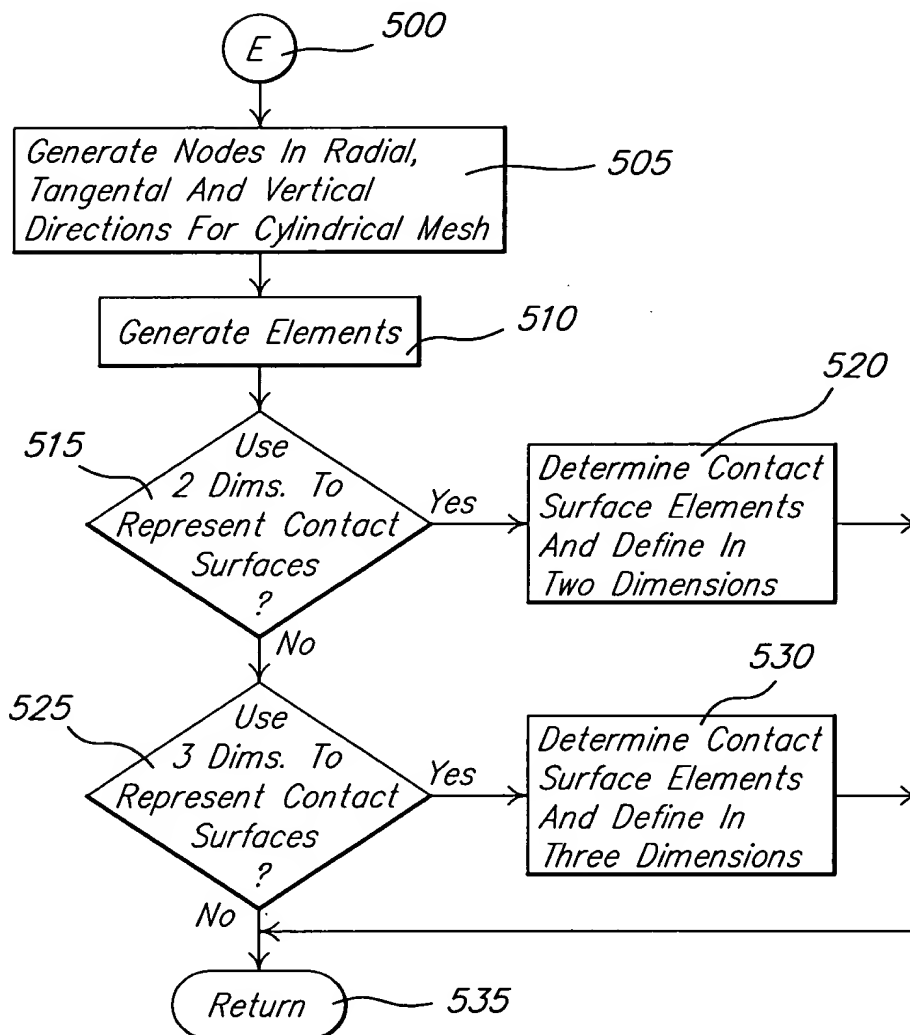 E
500
Generate Nodes In Radial,
Tangental And Vertical
Directions For Cylindrical Mesh
505
Generate Elements
510
515
Use
2 Dims. To
Represent Contact
Surfaces
?
Yes
No
520
Determine Contact
Surface Elements
And Define In
Two Dimensions
525
Use
3 Dims. To
Represent Contact
Surfaces
?
Yes
No
530
Determine Contact
Surface Elements
And Define In
Three Dimensions
Return
535